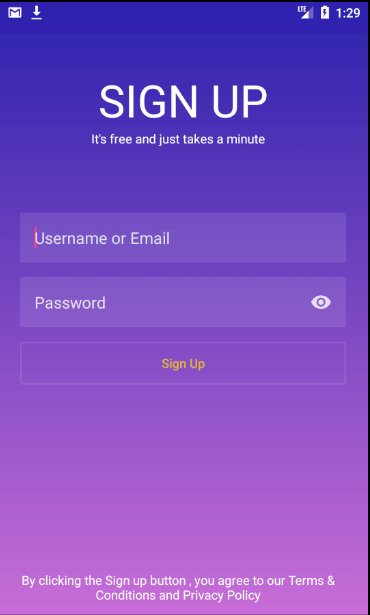 LTE 1:29
SIGN UP
It's free and just takes a minute
Username or Email
Password
Sign Up
By clicking the Sign up button , you agree to our Terms &
Conditions and Privacy Policy